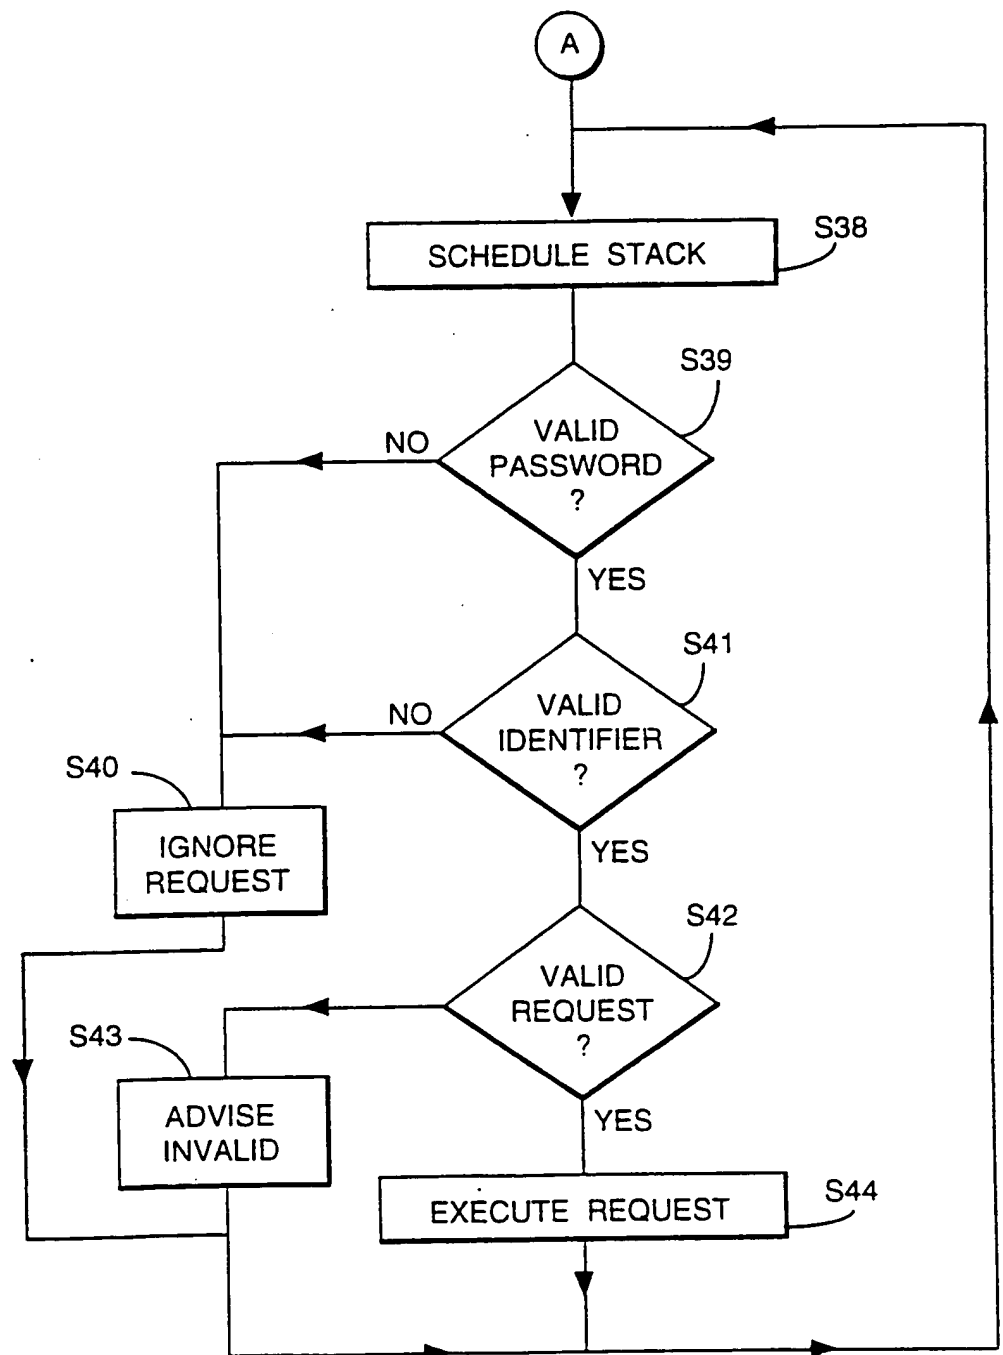 A
SCHEDULE STACK
S38
S39
VALID
PASSWORD
?
NO
YES
S41
VALID
IDENTIFIER
?
NO
YES
S40
IGNORE
REQUEST
S42
VALID
REQUEST
?
YES
S43
ADVISE
INVALID
EXECUTE REQUEST
S44